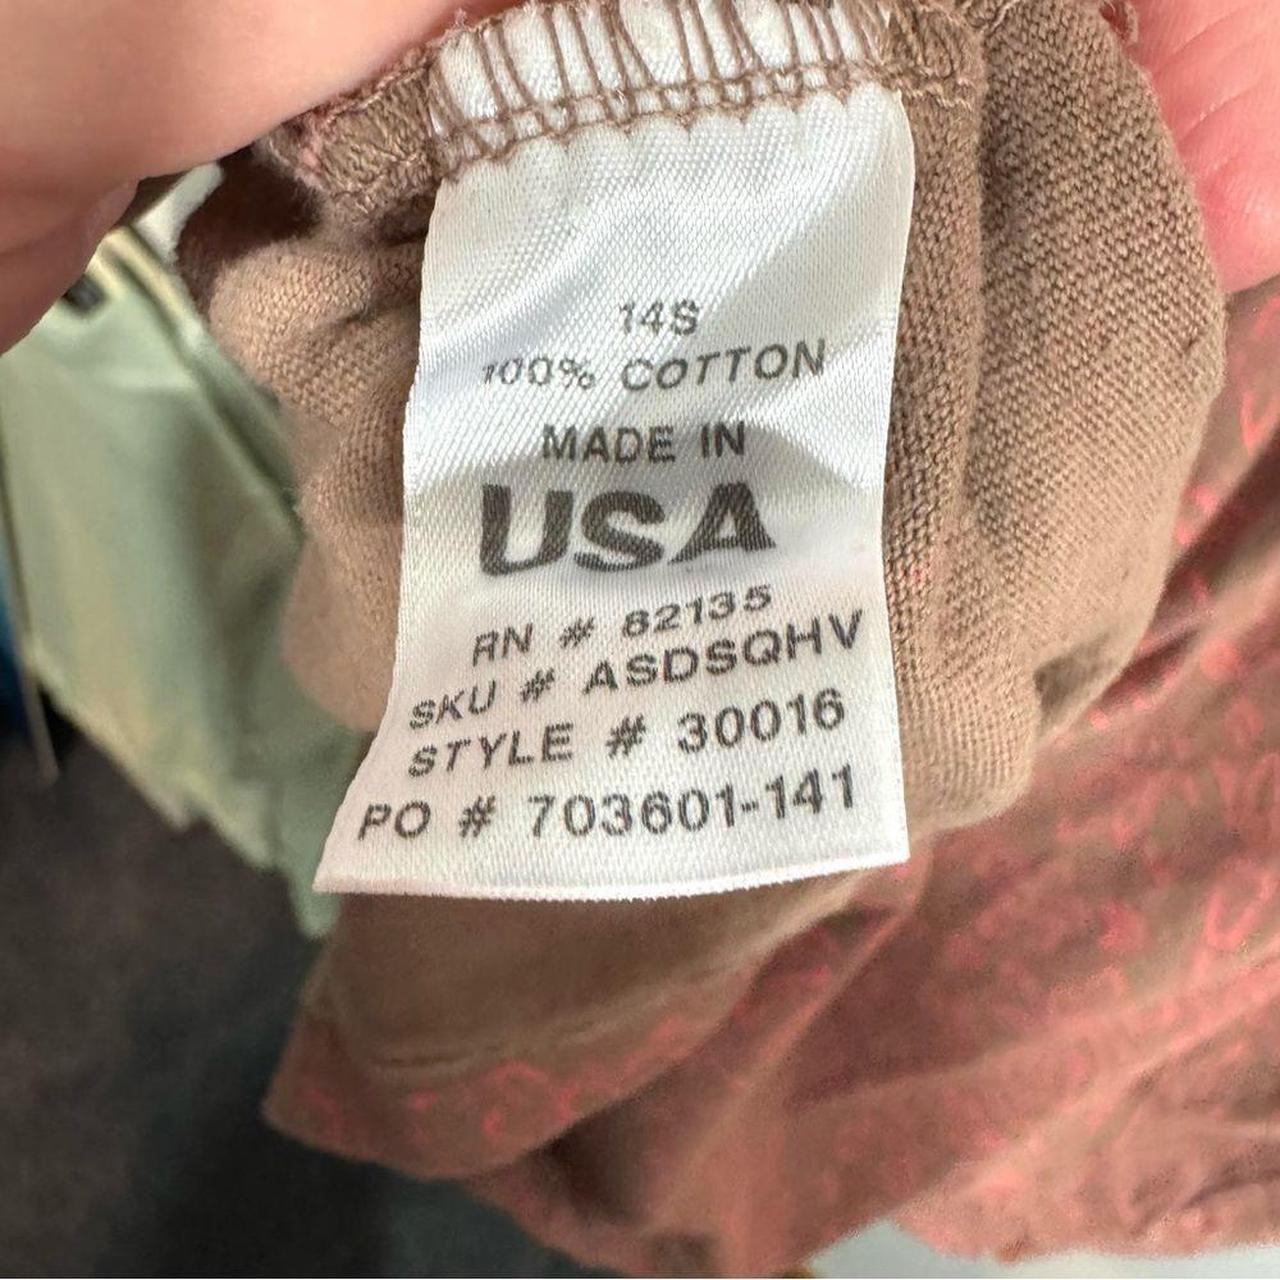 14S
100% COTTON
MADE IN
USA
RN # 82135
SKU # ASDSQHV
STYLE # 30016
PO # 703601-141